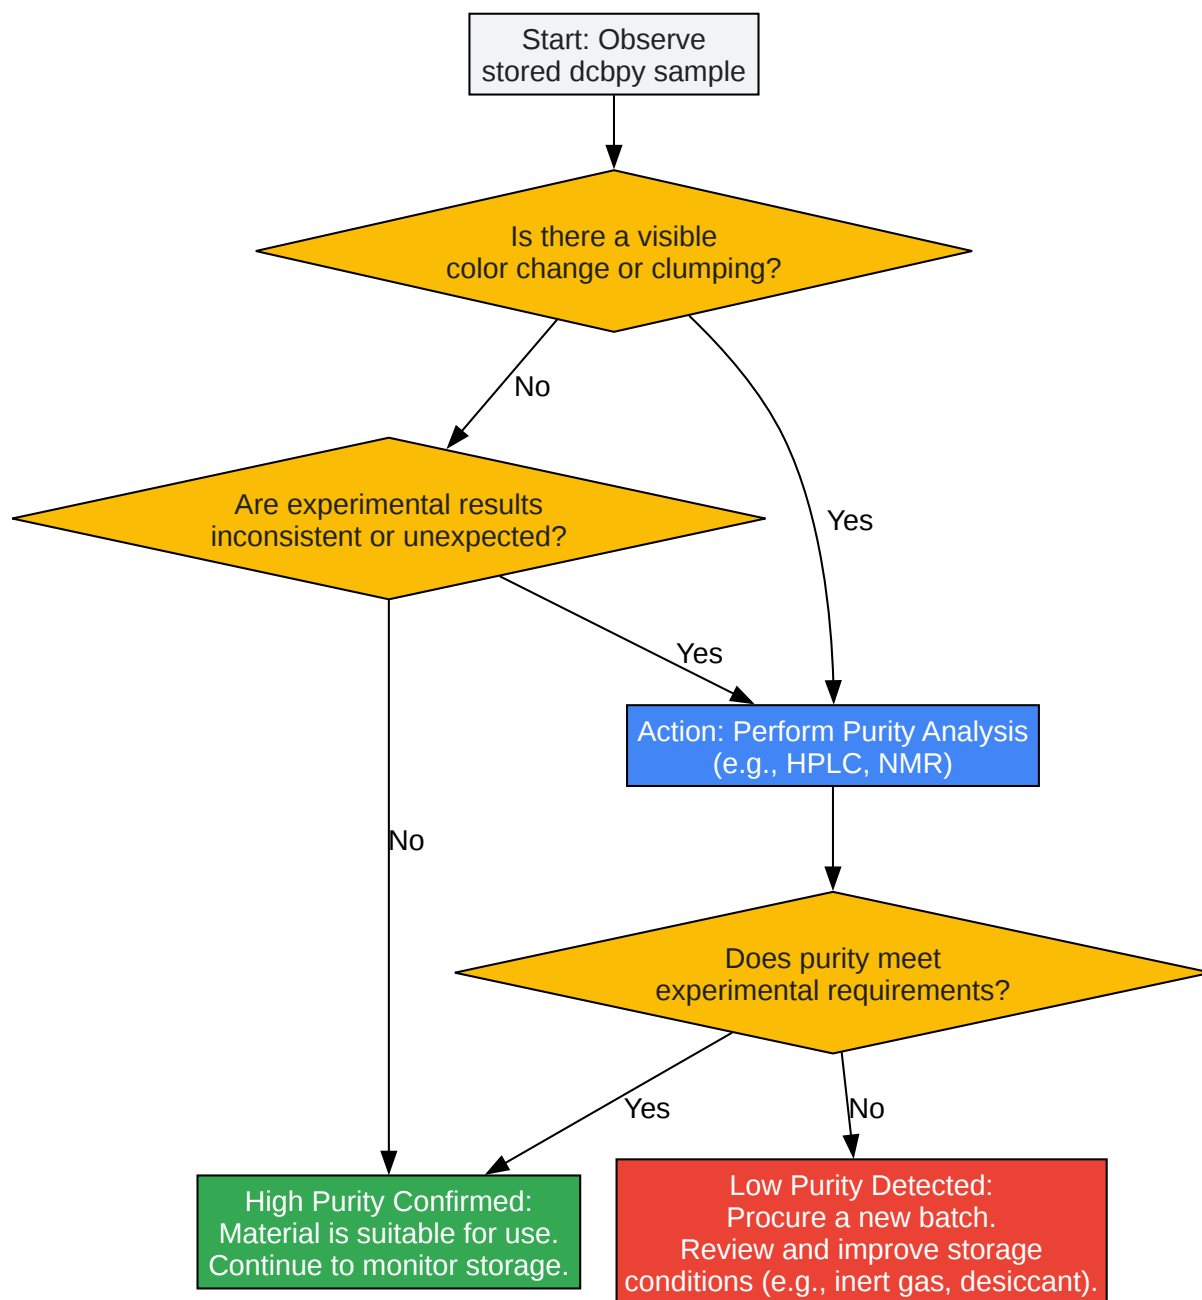 Start: Observe
stored dcbpy sample
Is there a visible
color change or clumping?
No
Yes
Are experimental results
inconsistent or unexpected?
Yes
No
Action: Perform Purity Analysis
(e.g., HPLC, NMR)
Does purity meet
experimental requirements?
Yes
No
High Purity Confirmed:
Material is suitable for use.
Continue to monitor storage.
Low Purity Detected:
Procure a new batch.
Review and improve storage
conditions (e.g., inert gas, desiccant).